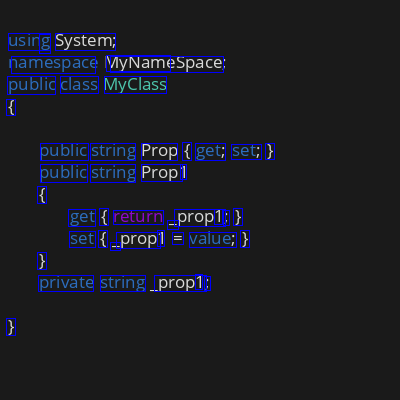 using System;
namespace MyNameSpace;
public class MyClass
{
public string Prop { get; set; }
public string Prop1
{
get { return _prop1; }
set { _prop1 = value; }
}
private string _prop1;
}